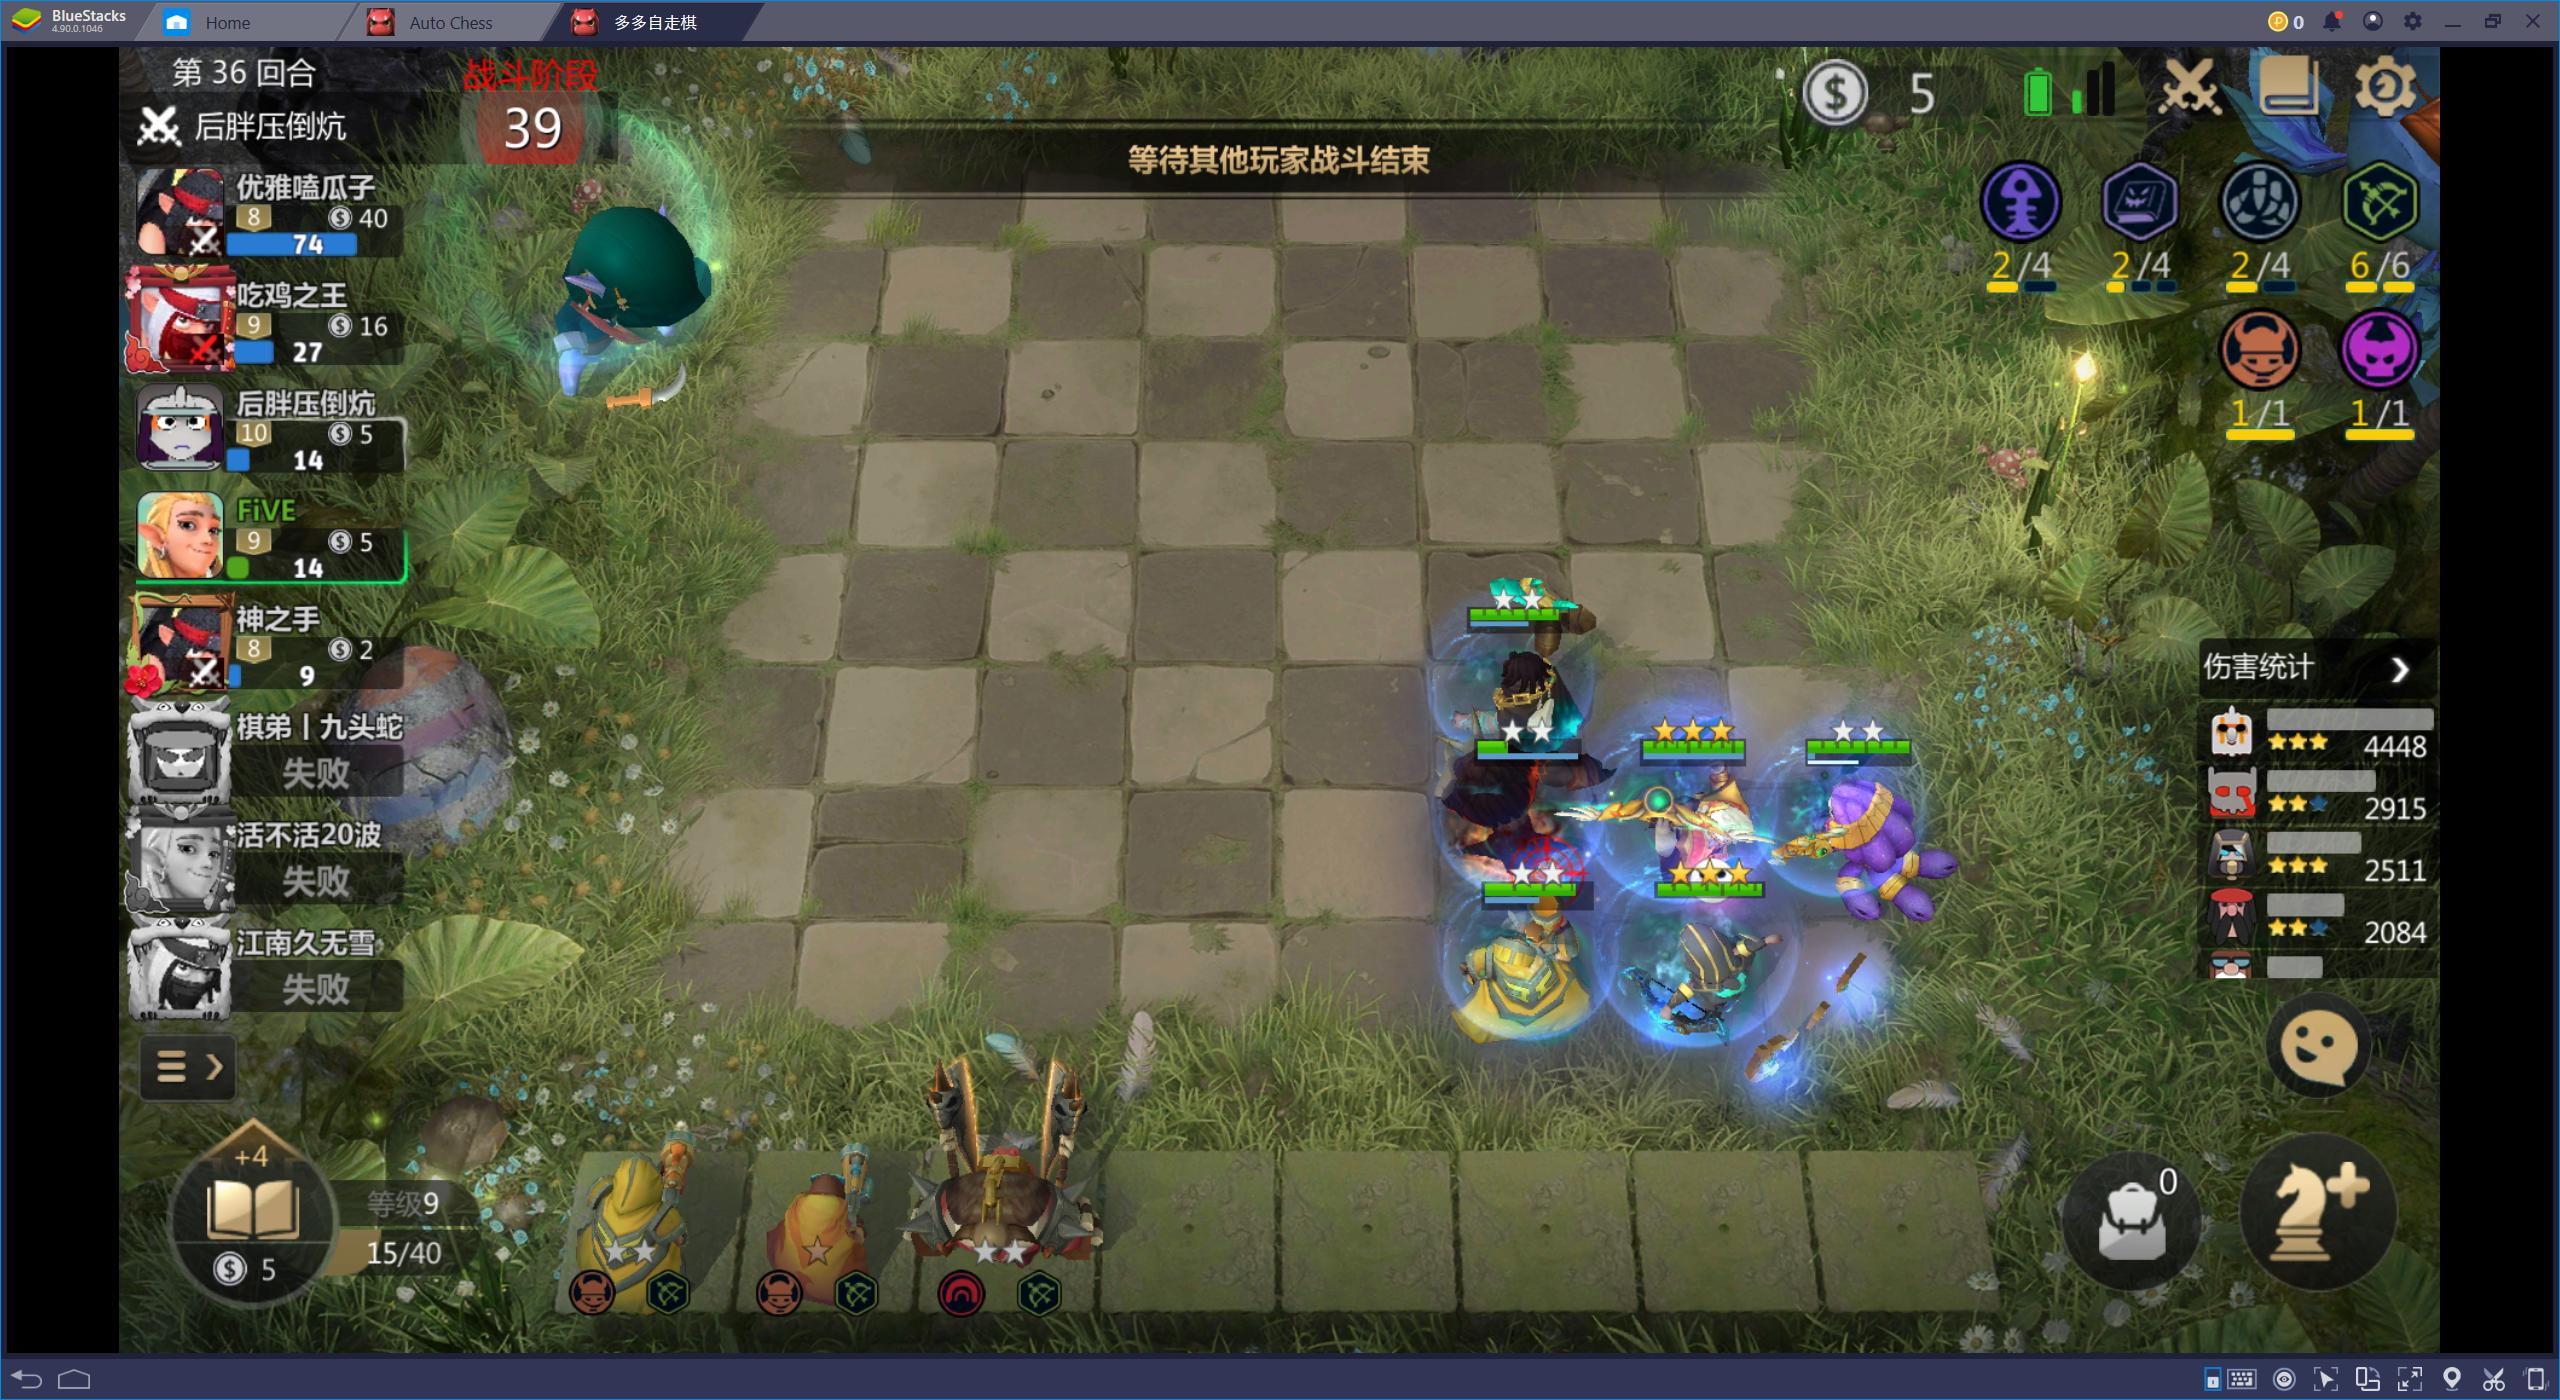 BlueStacks
4.90.0.1046
Home
Auto Chess
多多自走棋
0
第 36 回合
战斗阶段
后胖压倒炕
39
等待其他玩家战斗结束
5
优雅嗑瓜子
8
40
74
吃鸡之王
9
16
27
后胖压倒炕
10
5
14
FiVE
9
5
14
神之手
8
2
9
棋弟丨九头蛇
失败
活不活20波
失败
江南久无雪
失败
2/4
2/4
2/4
6/6
1/1
1/1
伤害统计
4448
2915
2511
2084
+4
等级9
15/40
5
0